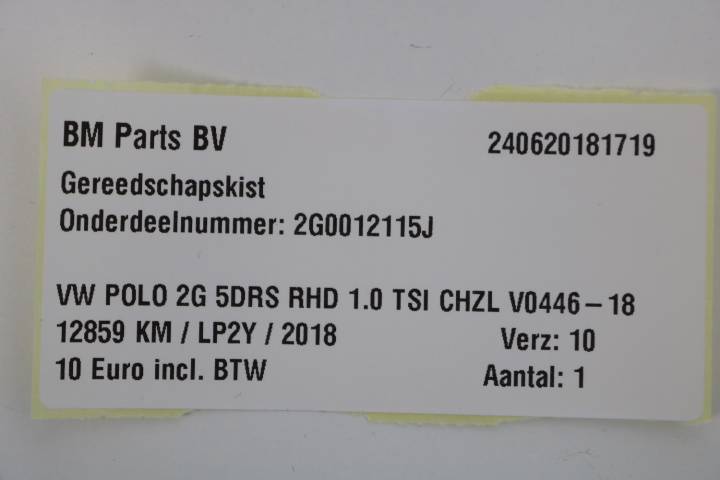 BM Parts BV 240620181719
Gereedschapskist
Onderdeelnummer: 2G0012115J
VW POLO 2G 5DRS RHD 1.0 TSI CHZL V0446-18
12859 KM / LP2Y / 2018 Verz: 10
10 Euro incl. BTW Aantal: 1